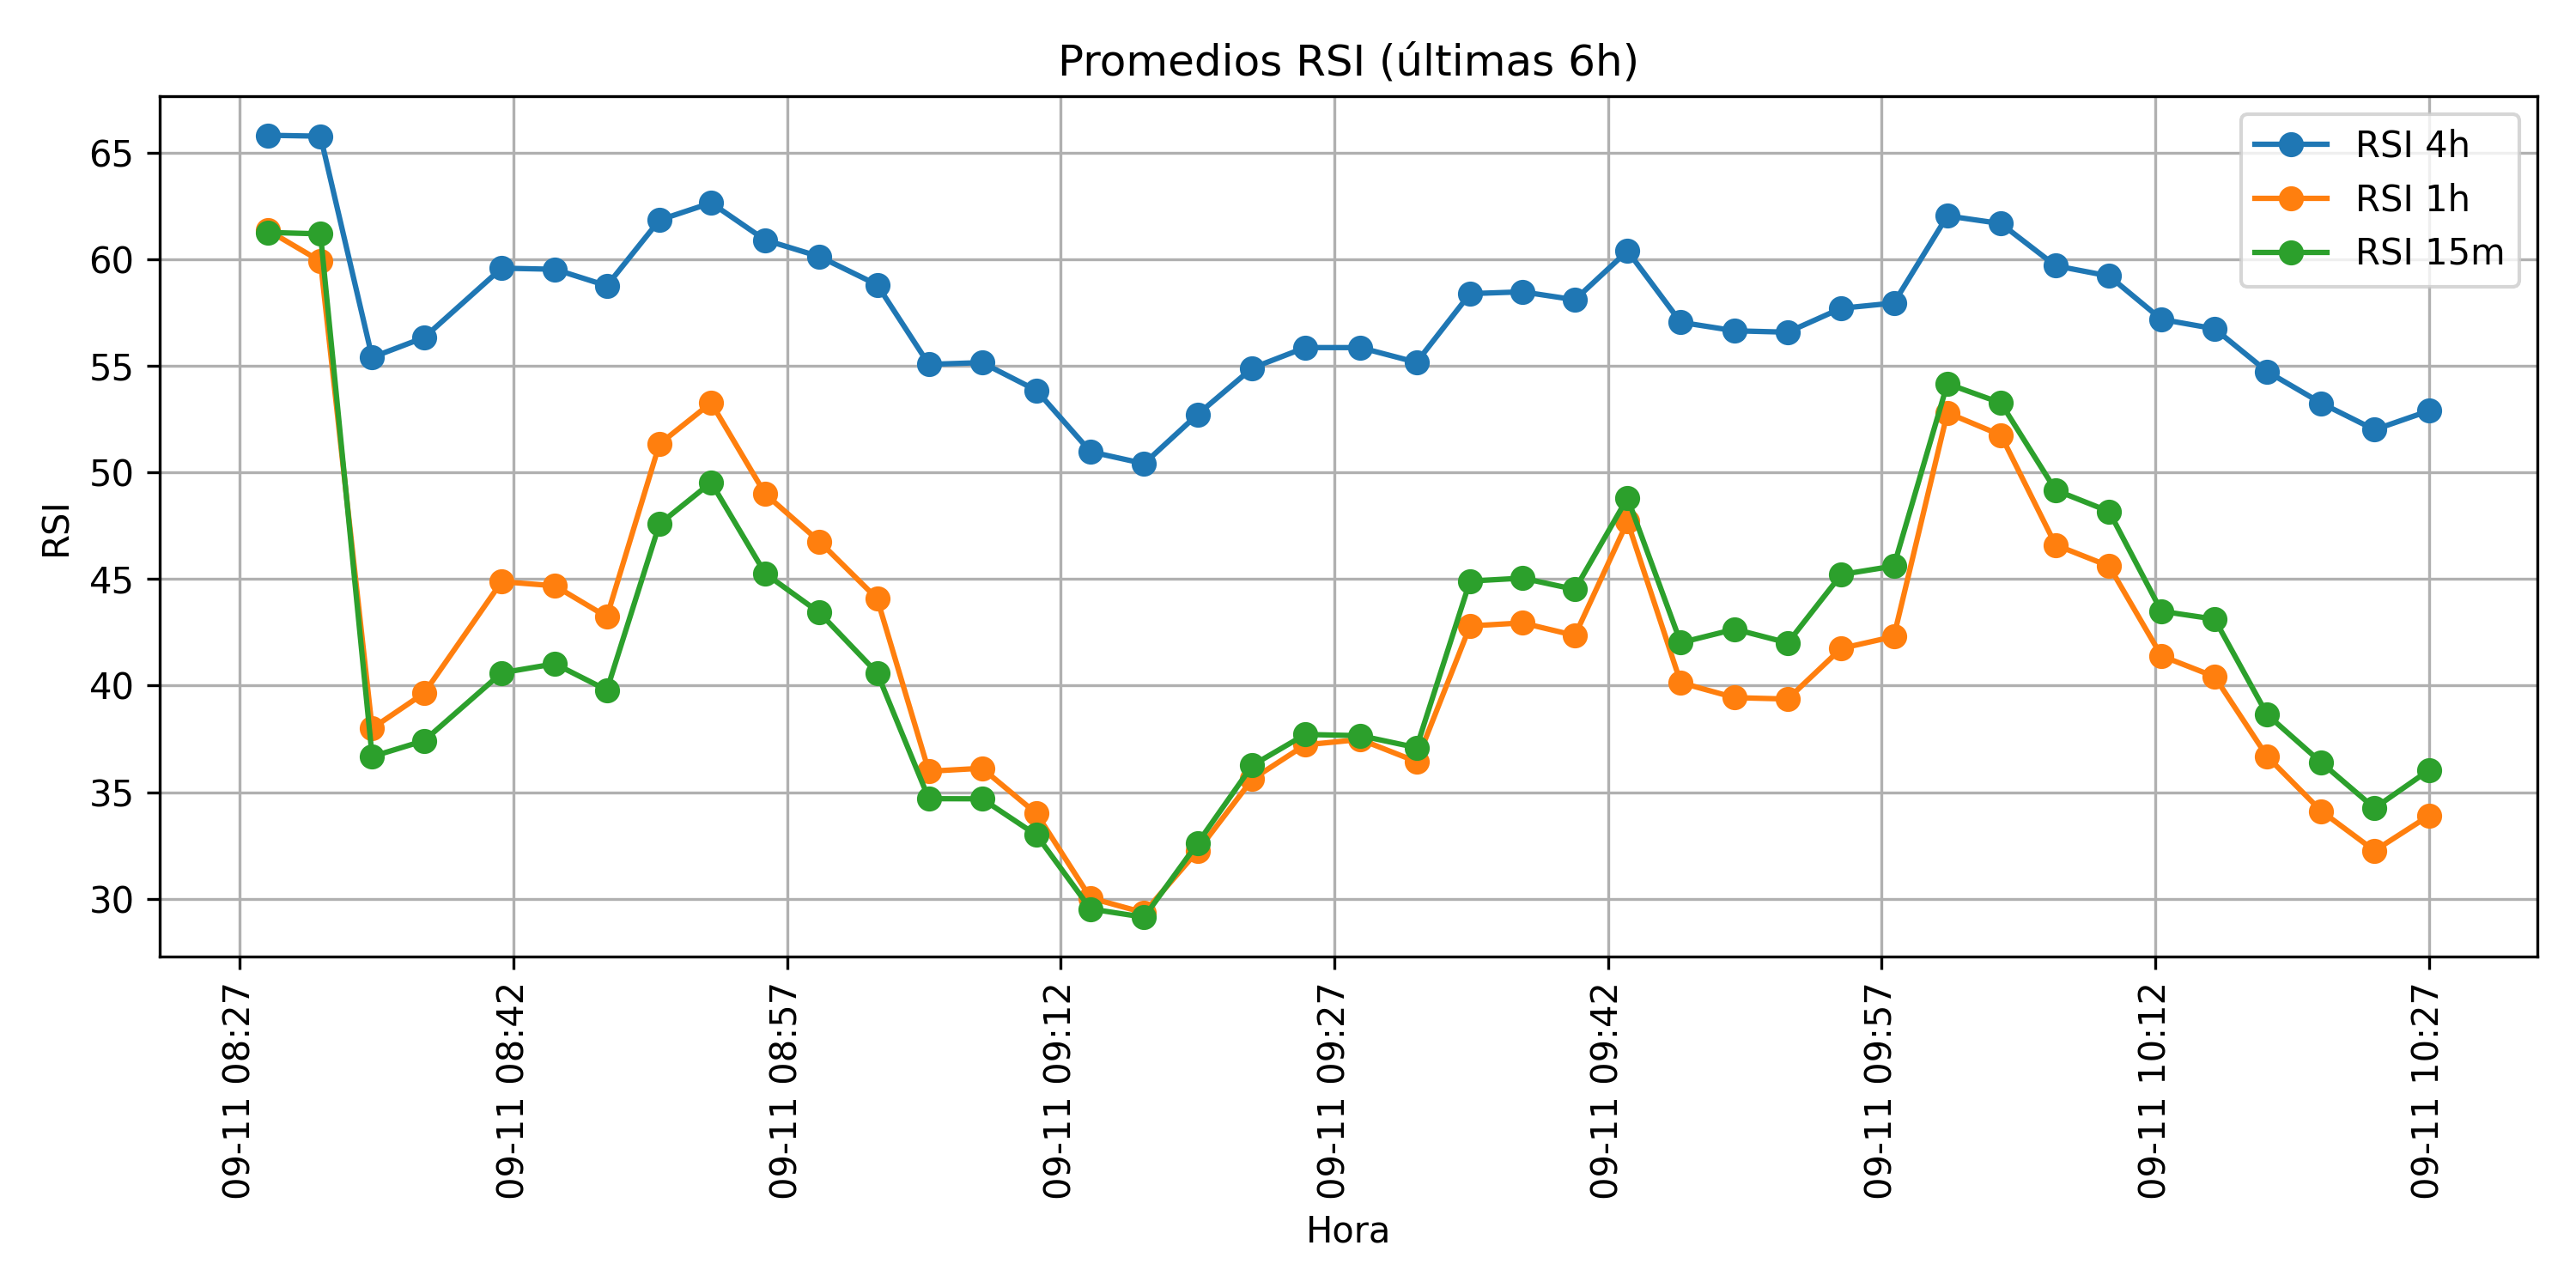 Promedios RSI (últimas 6h)
RSI 4h
RSI 1h
RSI 15m
RSI
65
60
55
50
45
40
35
30
09-11 08:27
09-11 08:42
09-11 08:57
09-11 09:12
09-11 09:27
09-11 09:42
09-11 09:57
09-11 10:12
09-11 10:27
Hora